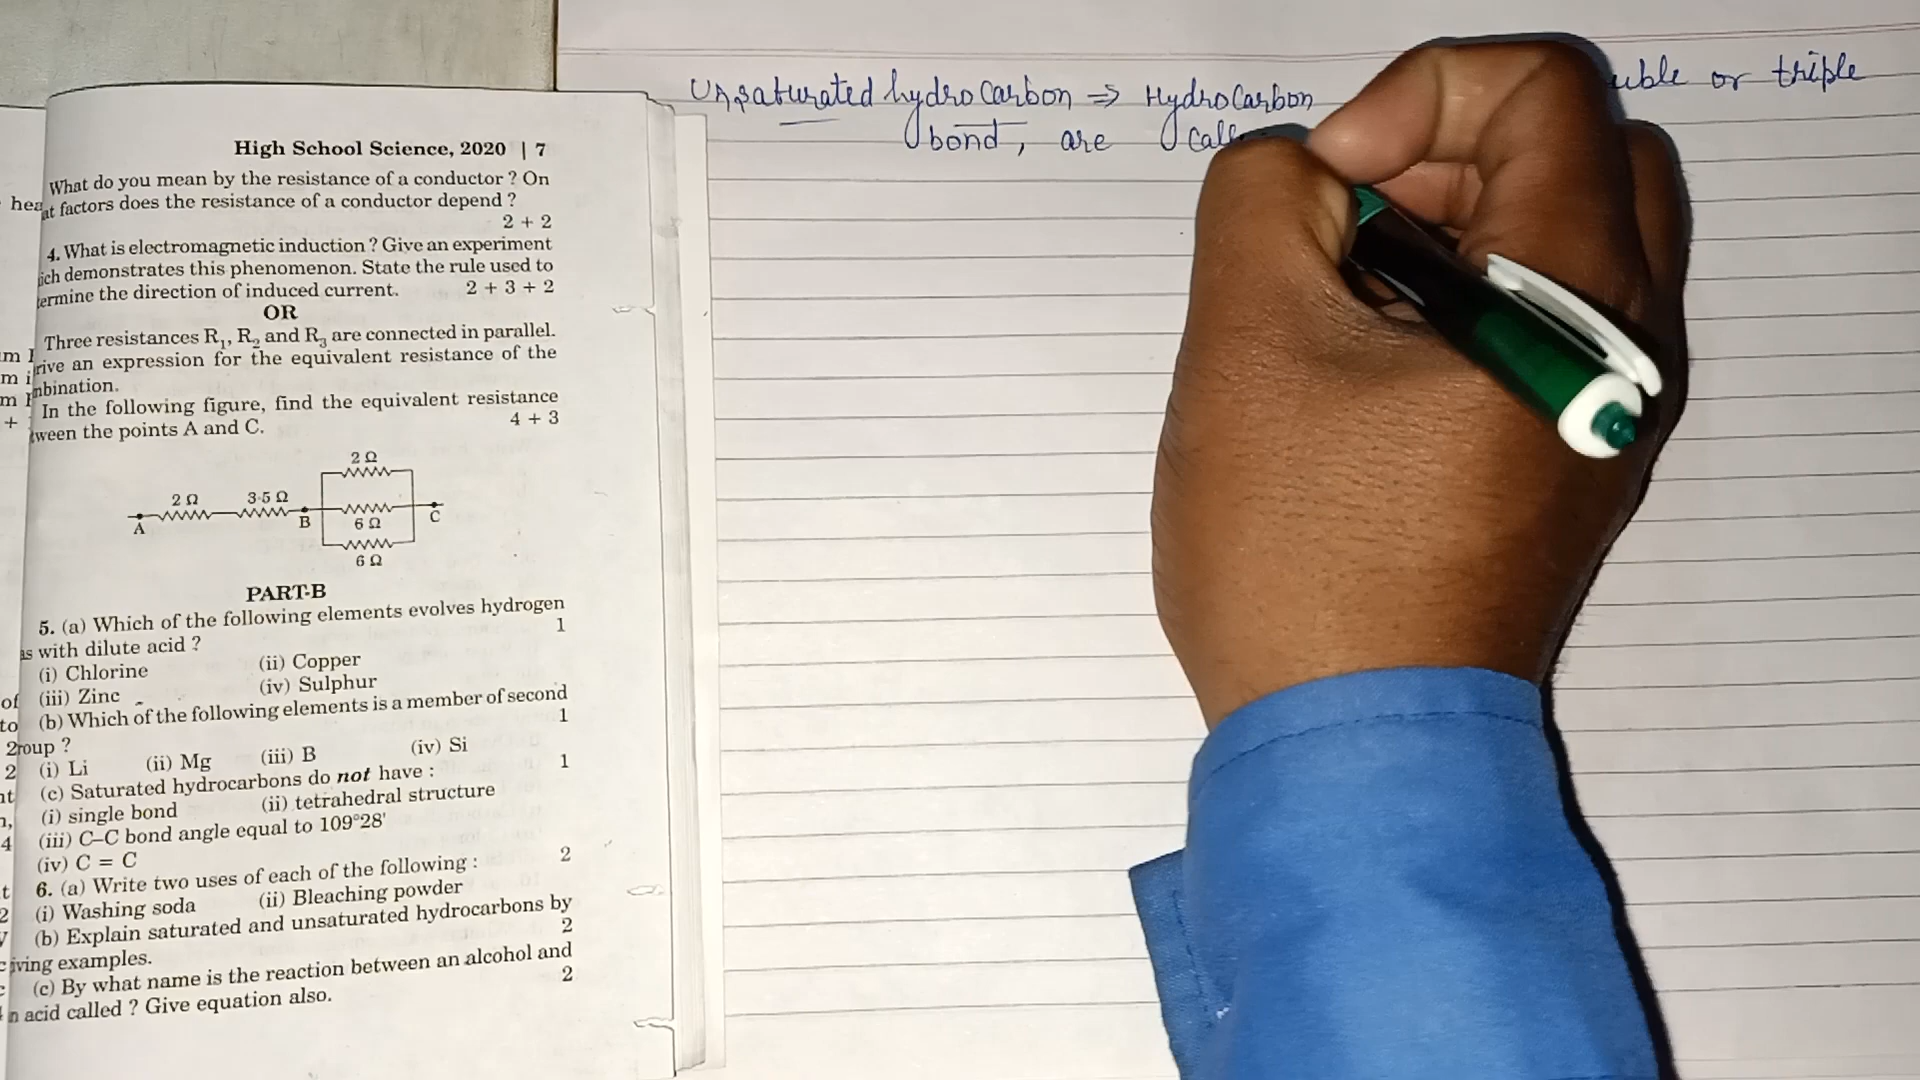 High School Science, 2020 | 7
What do you mean by the resistance of a conductor ? On
hea at factors does the resistance of a conductor depend ?
2 + 2
4. What is electromagnetic induction ? Give an experiment
ich demonstrates this phenomenon. State the rule used to
ermine the direction of induced current. 2 + 3 + 2
OR
Three resistances R₁, R₂ and R₃ are connected in parallel.
rive an expression for the equivalent resistance of the
mbination.
In the following figure, find the equivalent resistance
tween the points A and C. 4 + 3
2 Ω
2 Ω 3·5 Ω
A B 6 Ω C
6 Ω
PART-B
5. (a) Which of the following elements evolves hydrogen
as with dilute acid ? 1
(i) Chlorine (ii) Copper
(iii) Zinc (iv) Sulphur
(b) Which of the following elements is a member of second
roup ? 1
(i) Li (ii) Mg (iii) B (iv) Si
(c) Saturated hydrocarbons do not have : 1
(i) single bond (ii) tetrahedral structure
(iii) C–C bond angle equal to 109°28'
(iv) C = C
6. (a) Write two uses of each of the following : 2
(i) Washing soda (ii) Bleaching powder
(b) Explain saturated and unsaturated hydrocarbons by
iving examples. 2
(c) By what name is the reaction between an alcohol and
n acid called ? Give equation also. 2
Unsaturated hydrocarbon ⇒ Hydrocarbon uble or triple
bond, are call